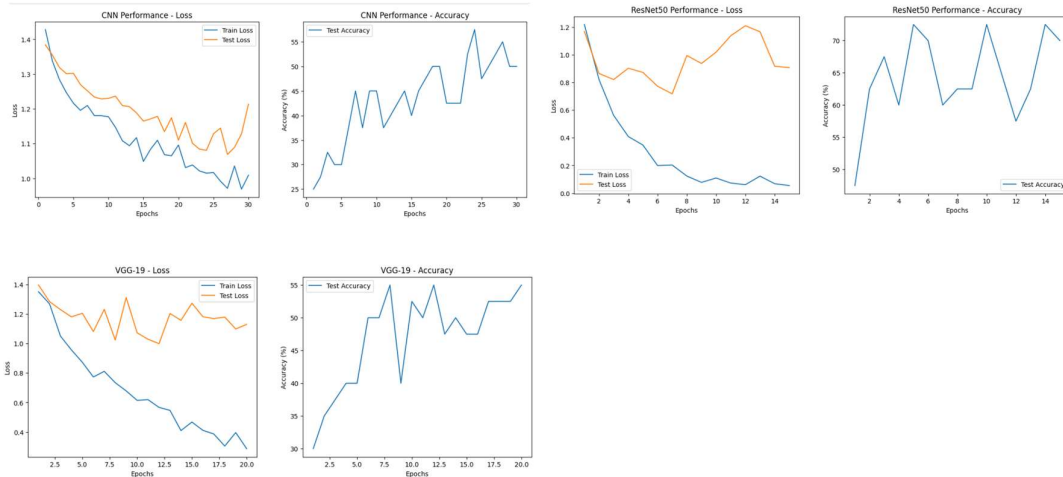 CNN Performance - Loss
Train Loss
Test Loss
1.4
1.3
1.2
1.1
1.0
Loss
0 5 10 15 20 25 30
Epochs
CNN Performance - Accuracy
Test Accuracy
55
50
45
40
35
30
25
Accuracy (%)
0 5 10 15 20 25 30
Epochs
ResNet50 Performance - Loss
1.2
1.0
0.8
0.6
0.4
0.2
0.0
Loss
Train Loss
Test Loss
2 4 6 8 10 12 14
Epochs
ResNet50 Performance - Accuracy
70
65
60
55
50
Accuracy (%)
Test Accuracy
2 4 6 8 10 12 14
Epochs
VGG-19 - Loss
Train Loss
Test Loss
1.4
1.2
1.0
0.8
0.6
0.4
Loss
2.5 5.0 7.5 10.0 12.5 15.0 17.5 20.0
Epochs
VGG-19 - Accuracy
Test Accuracy
55
50
45
40
35
30
Accuracy (%)
2.5 5.0 7.5 10.0 12.5 15.0 17.5 20.0
Epochs